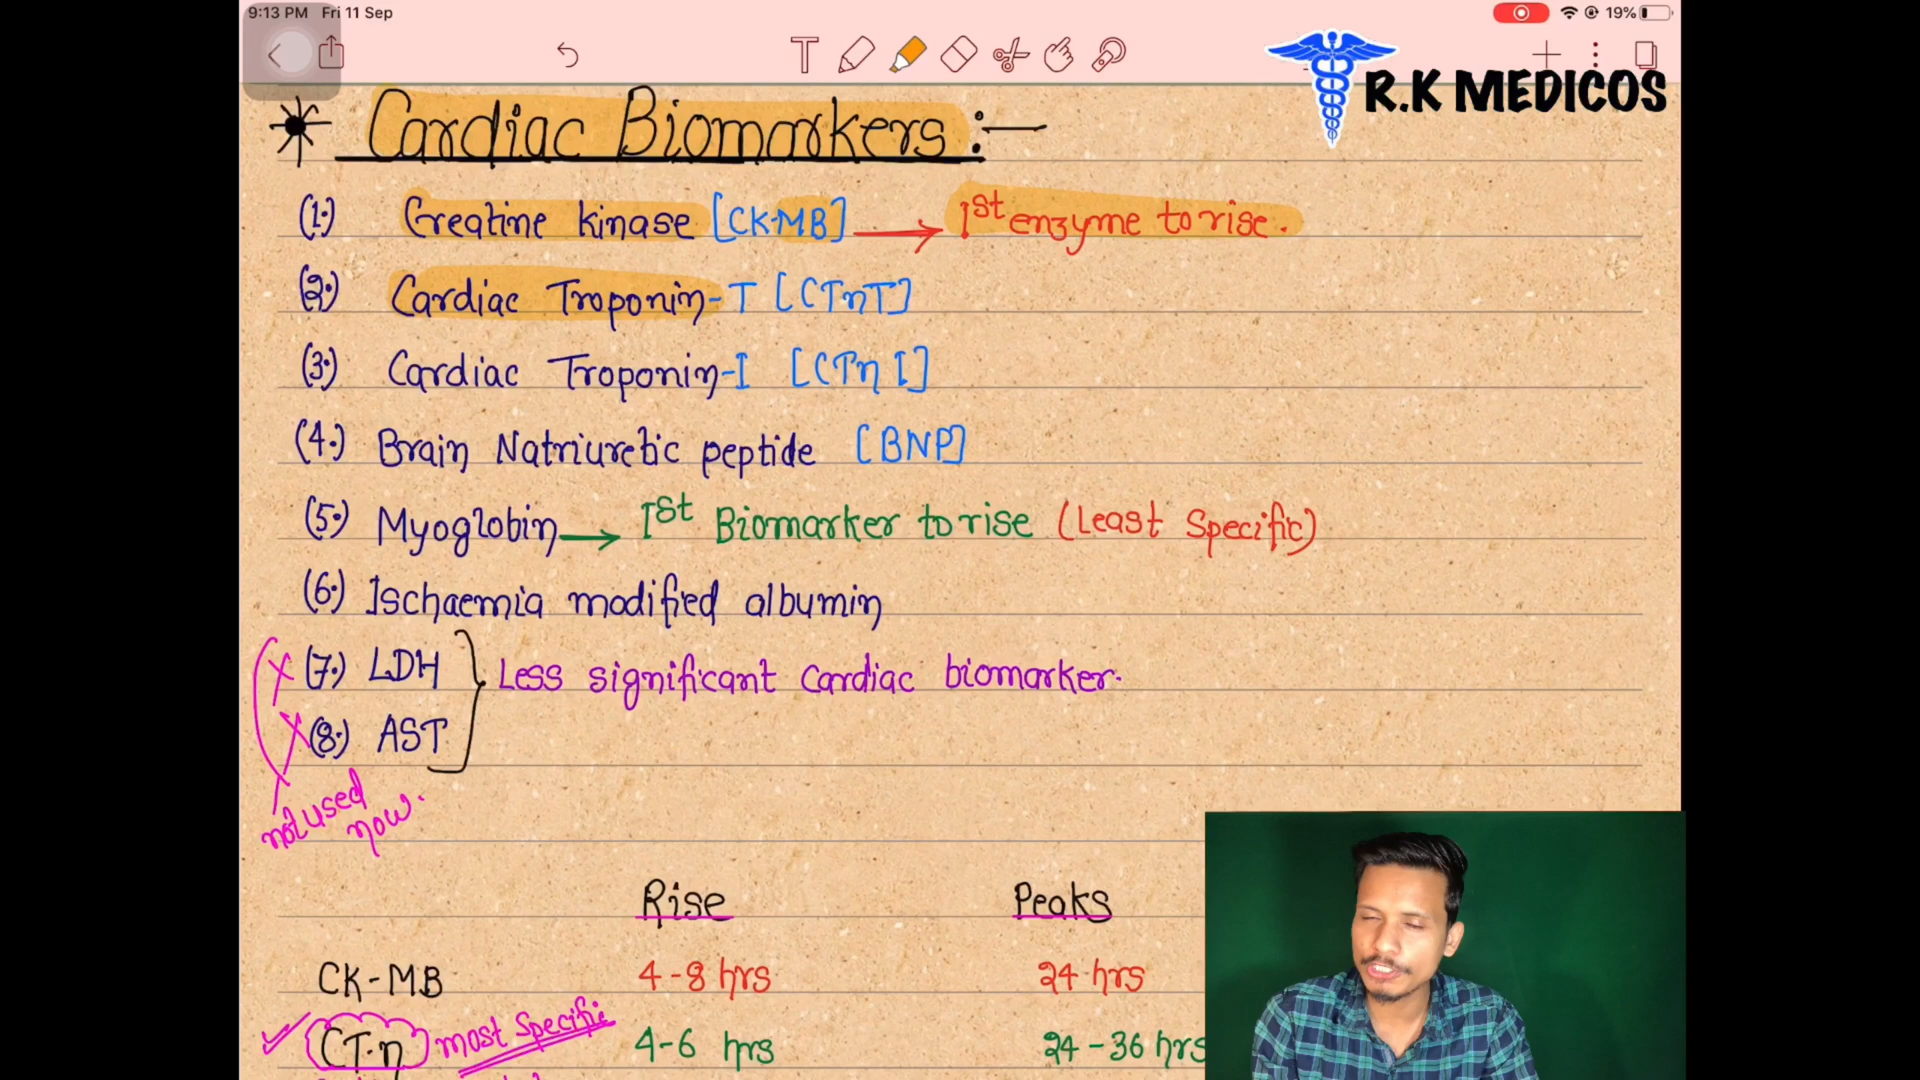 9:13 PM Fri 11 Sep
19%
T
R.K MEDICOS
Cardiac Biomarkers :-
(1.) Creatine kinase [CK-MB] → 1st enzyme to rise.
(2.) Cardiac Troponin-T [CTnT]
(3.) Cardiac Troponin-I [CTn I]
(4.) Brain Natriuretic peptide [BNP]
(5.) Myoglobin → 1st Biomarker to rise (Least Specific)
(6.) Ischaemia modified albumin
(7.) LDH
Less significant cardiac biomarker.
(8.) AST
not used now.
Rise Peaks
CK-MB 4-8 hrs 24 hrs
CT-n most specific 4-6 hrs 24-36 hrs